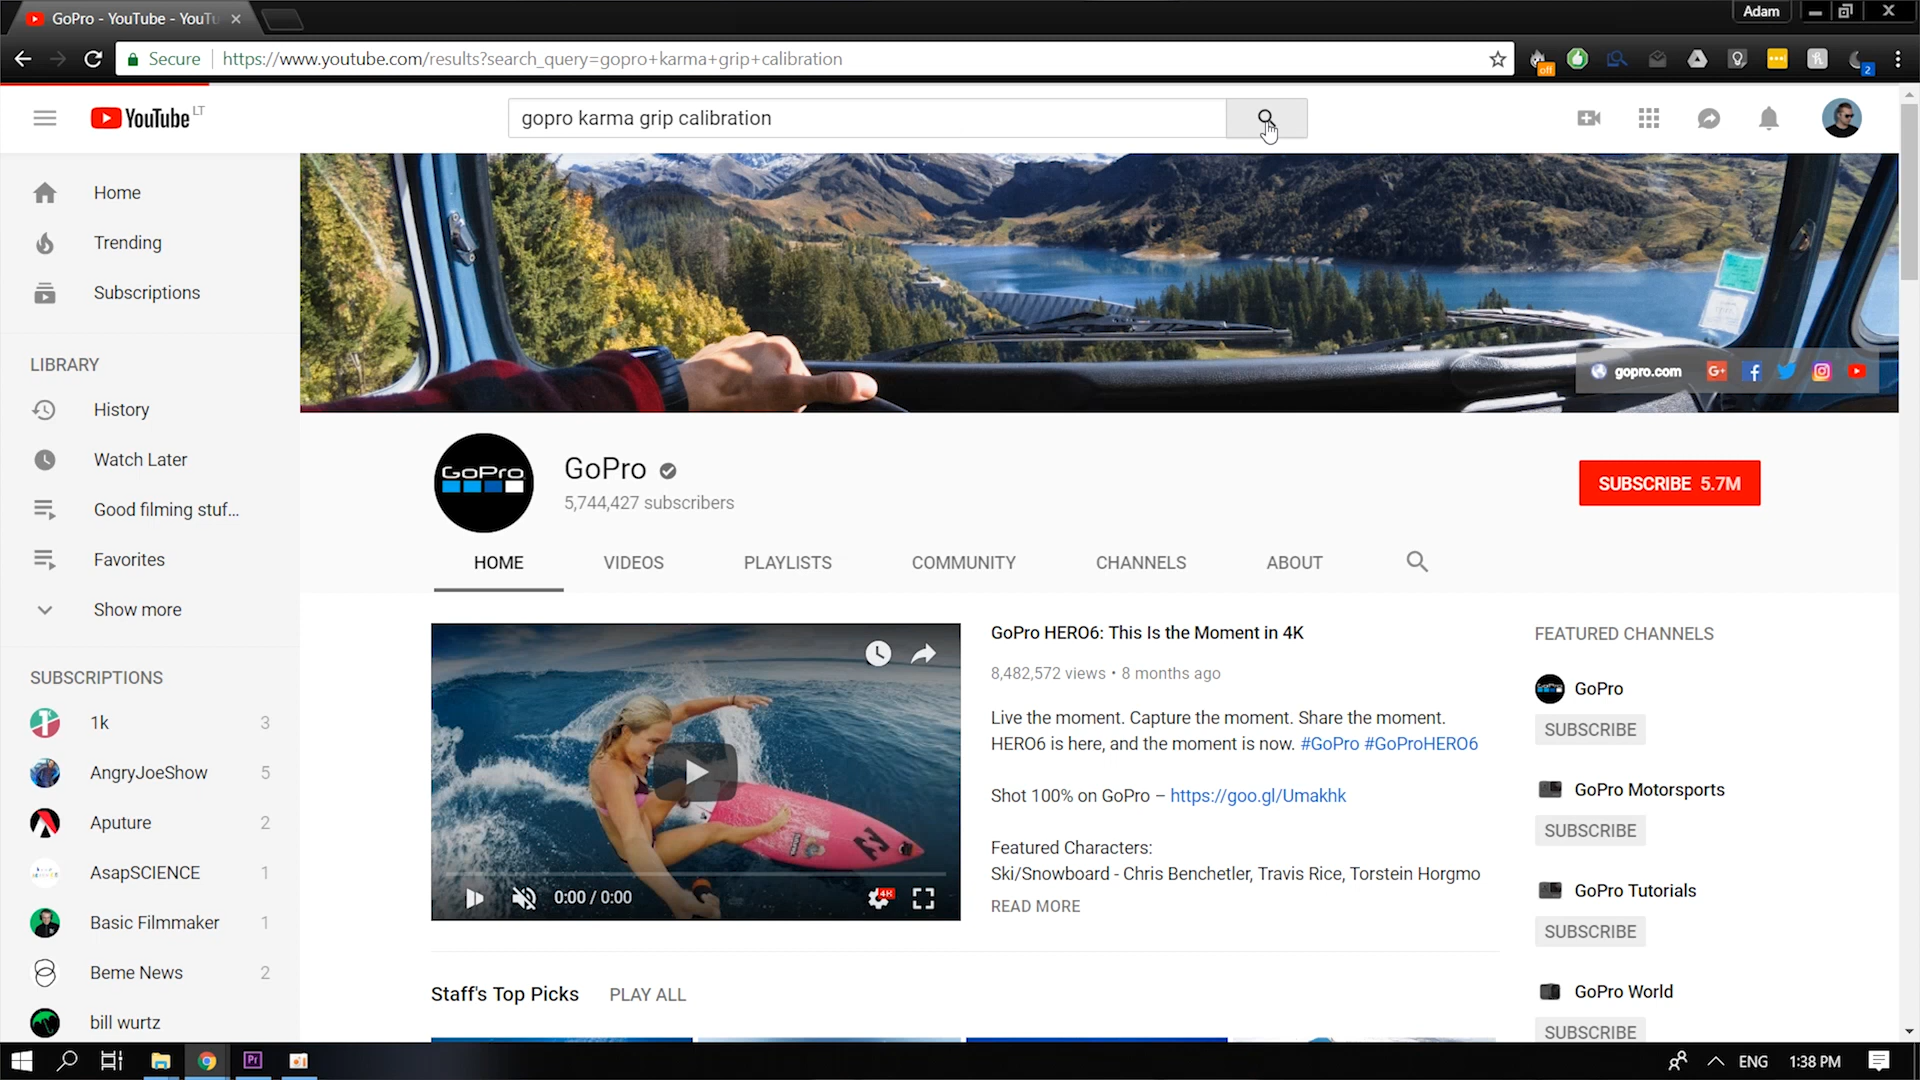 GoPro - YouTube - YouTu
Adam
Secure
https://www.youtube.com/results?search_query=gopro+karma+grip+calibration
off
2
YouTube LT
gopro karma grip calibration
Home
Trending
Subscriptions
LIBRARY
History
Watch Later
Good filming stuf...
Favorites
Show more
SUBSCRIPTIONS
1k 3
AngryJoeShow 5
Aputure 2
AsapSCIENCE 1
Basic Filmmaker 1
Beme News 2
bill wurtz
gopro.com
GoPro
GoPro
5,744,427 subscribers
SUBSCRIBE 5.7M
HOME VIDEOS PLAYLISTS COMMUNITY CHANNELS ABOUT
0:00 / 0:00
4K
GoPro HERO6: This Is the Moment in 4K
8,482,572 views • 8 months ago
Live the moment. Capture the moment. Share the moment.
HERO6 is here, and the moment is now. #GoPro #GoProHERO6
Shot 100% on GoPro – https://goo.gl/Umakhk
Featured Characters:
Ski/Snowboard - Chris Benchetler, Travis Rice, Torstein Horgmo
READ MORE
FEATURED CHANNELS
GoPro
SUBSCRIBE
GoPro Motorsports
SUBSCRIBE
GoPro Tutorials
SUBSCRIBE
GoPro World
SUBSCRIBE
Staff's Top Picks PLAY ALL
Pr
ENG
1:38 PM